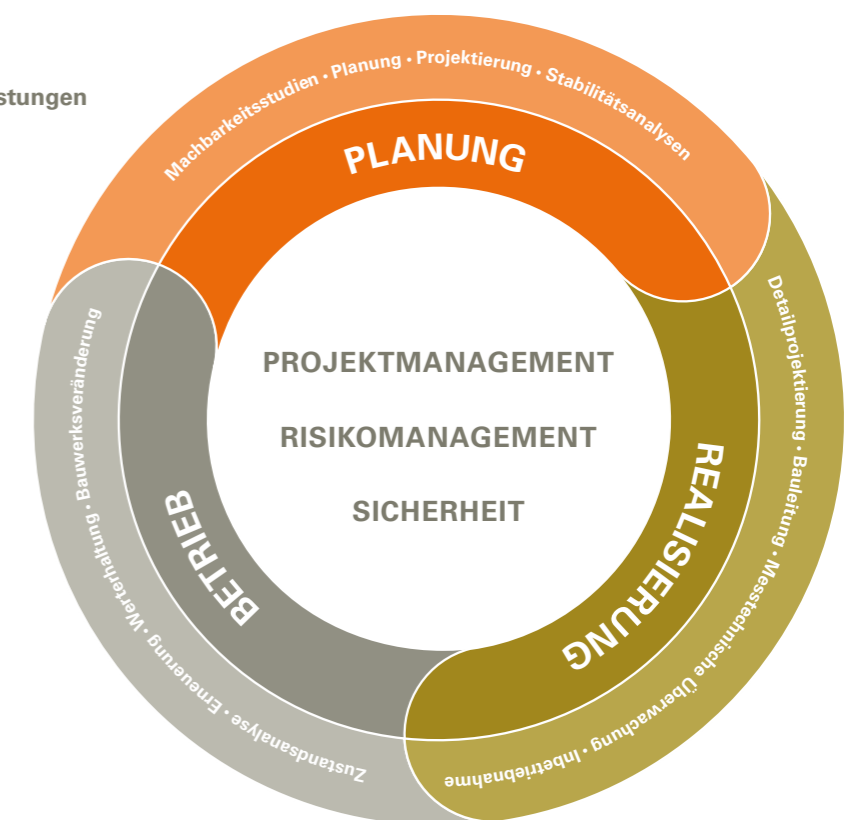 stungen
Machbarkeitsstudien • Planung • Projektierung • Stabilitätsanalysen
PLANUNG
Detailprojektierung • Bauleitung • Messtechnische Überwachung • Inbetriebnahme
REALISIERUNG
Zustandsanalyse • Erneuerung • Werterhaltung • Bauwerksveränderung
BETRIEB
PROJEKTMANAGEMENT
RISIKOMANAGEMENT
SICHERHEIT